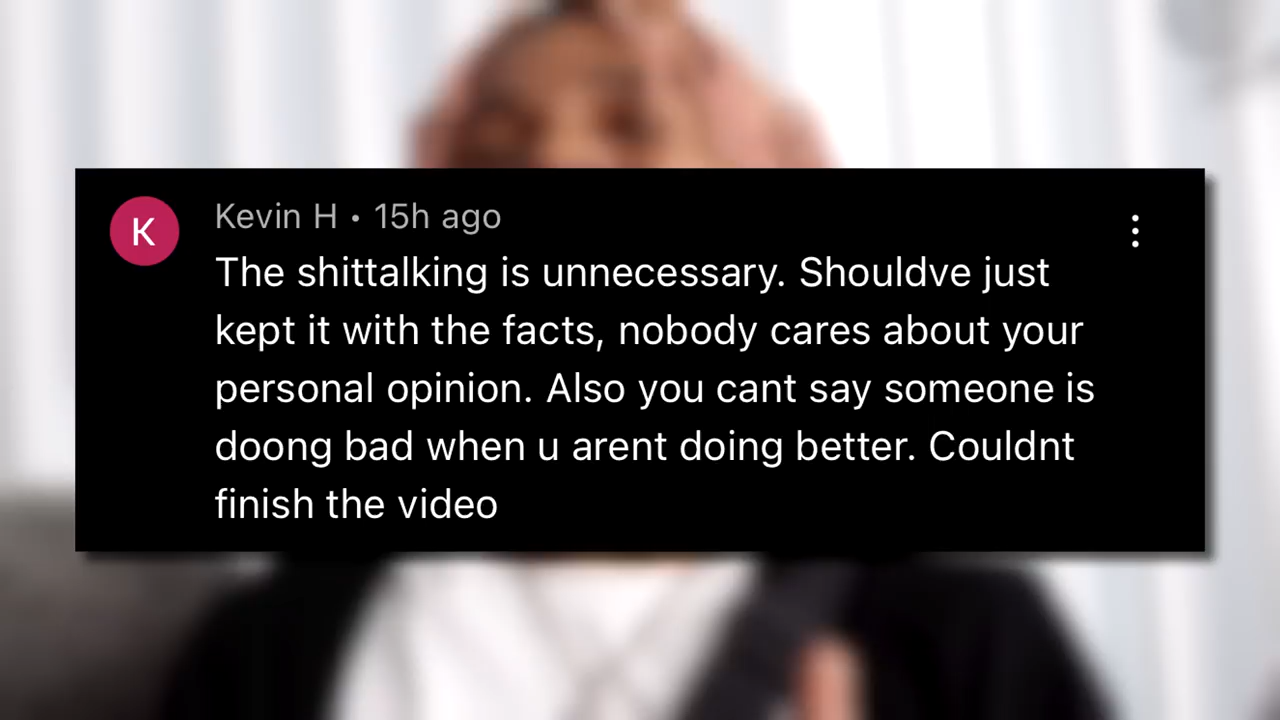 K
Kevin H • 15h ago
The shittalking is unnecessary. Shouldve just
kept it with the facts, nobody cares about your
personal opinion. Also you cant say someone is
doong bad when u arent doing better. Couldnt
finish the video